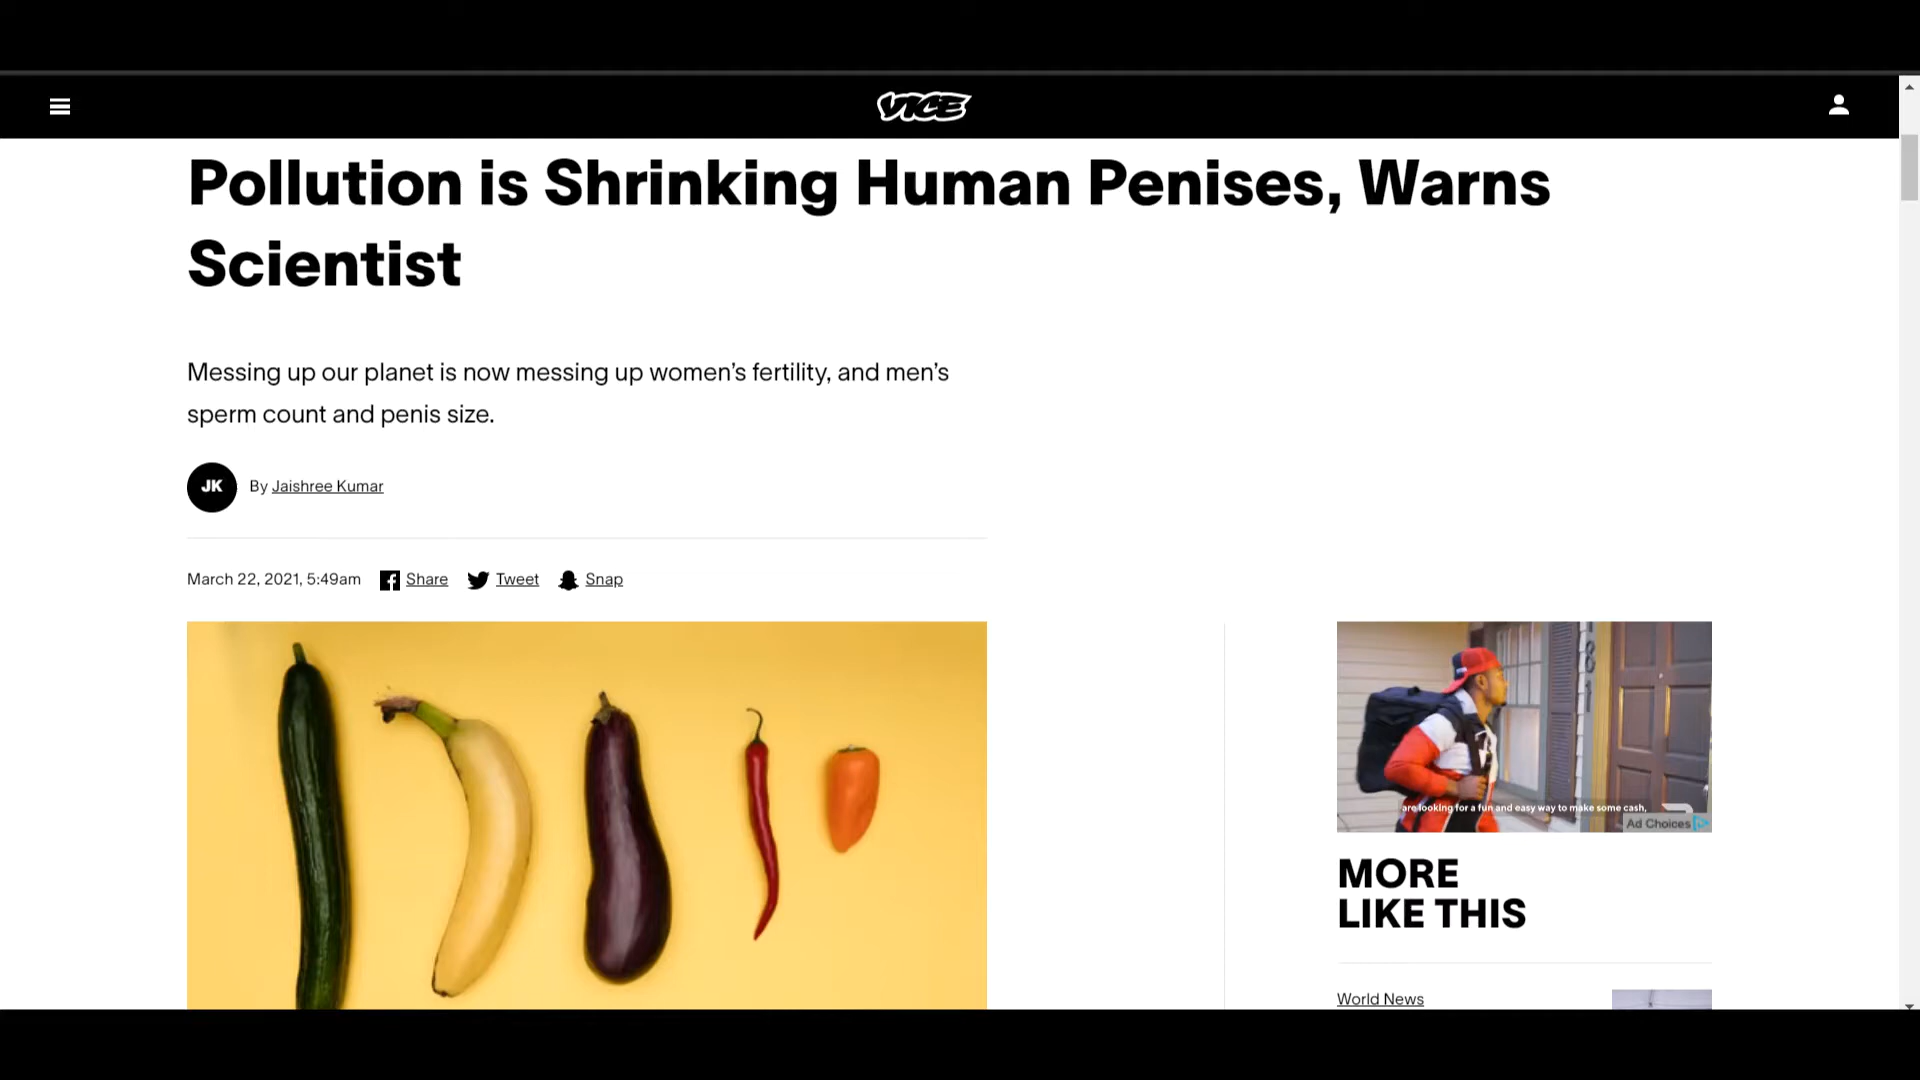 VICE
Pollution is Shrinking Human Penises, Warns
Scientist
Messing up our planet is now messing up women’s fertility, and men’s
sperm count and penis size.
JK
By Jaishree Kumar
March 22, 2021, 5:49am
Share
Tweet
Snap
181
are looking for a fun and easy way to make some cash,
Ad Choices
MORE
LIKE THIS
World News